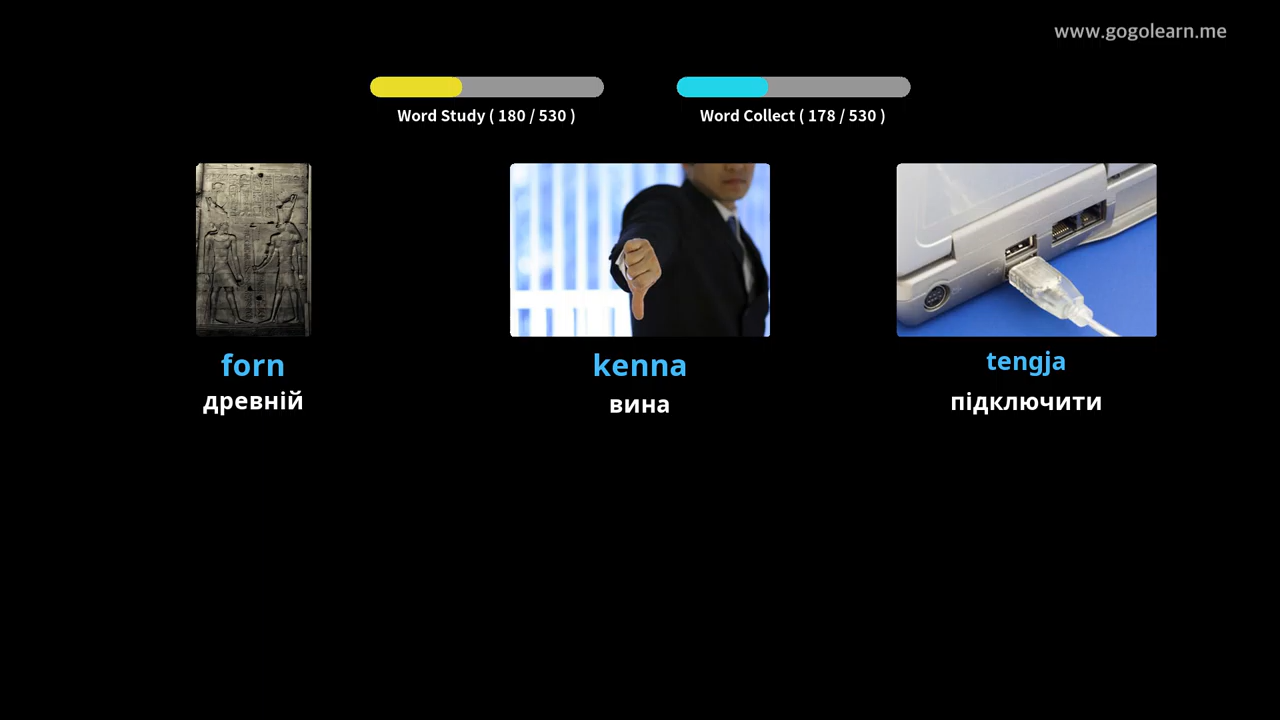 www.gogolearn.me
Word Study ( 180 / 530 )
Word Collect ( 178 / 530 )
forn
kenna
tengja
древній
вина
підключити